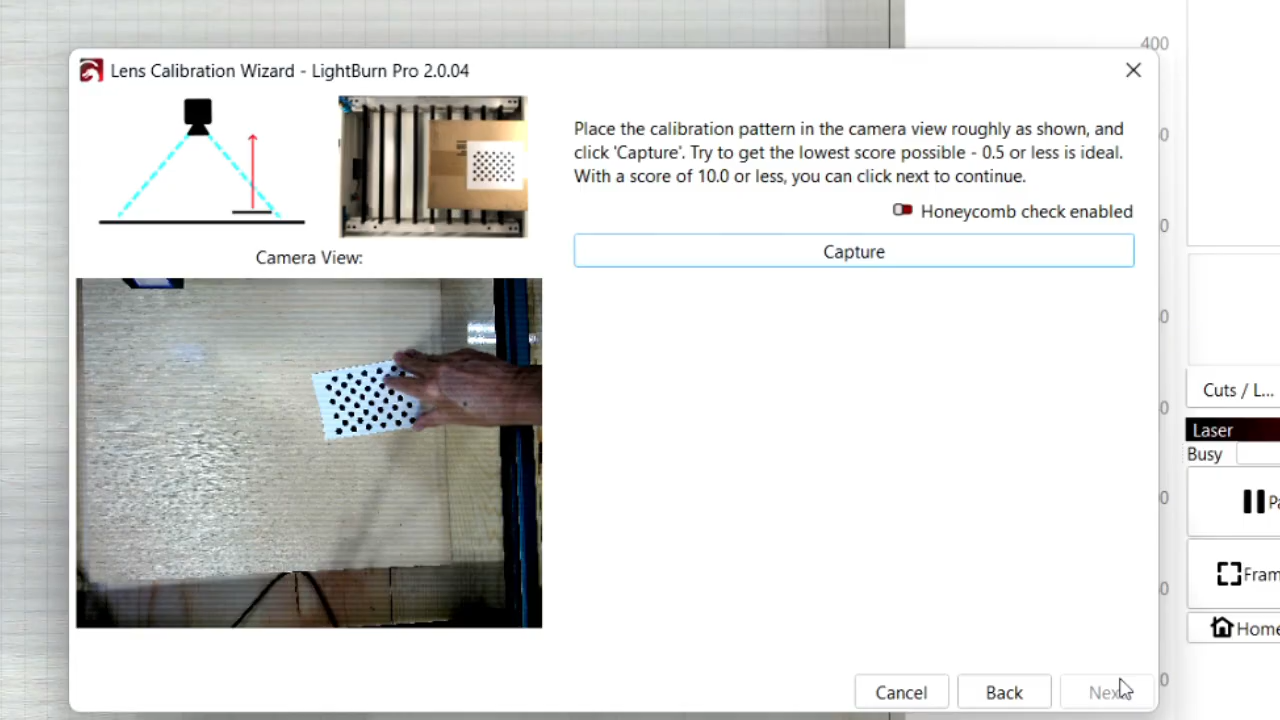 400
Lens Calibration Wizard - LightBurn Pro 2.0.04
Place the calibration pattern in the camera view roughly as shown, and
click 'Capture'. Try to get the lowest score possible - 0.5 or less is ideal.
With a score of 10.0 or less, you can click next to continue.
Honeycomb check enabled
Capture
Camera View:
Cuts / L...
Laser
Busy
Fram
Home
Cancel
Back